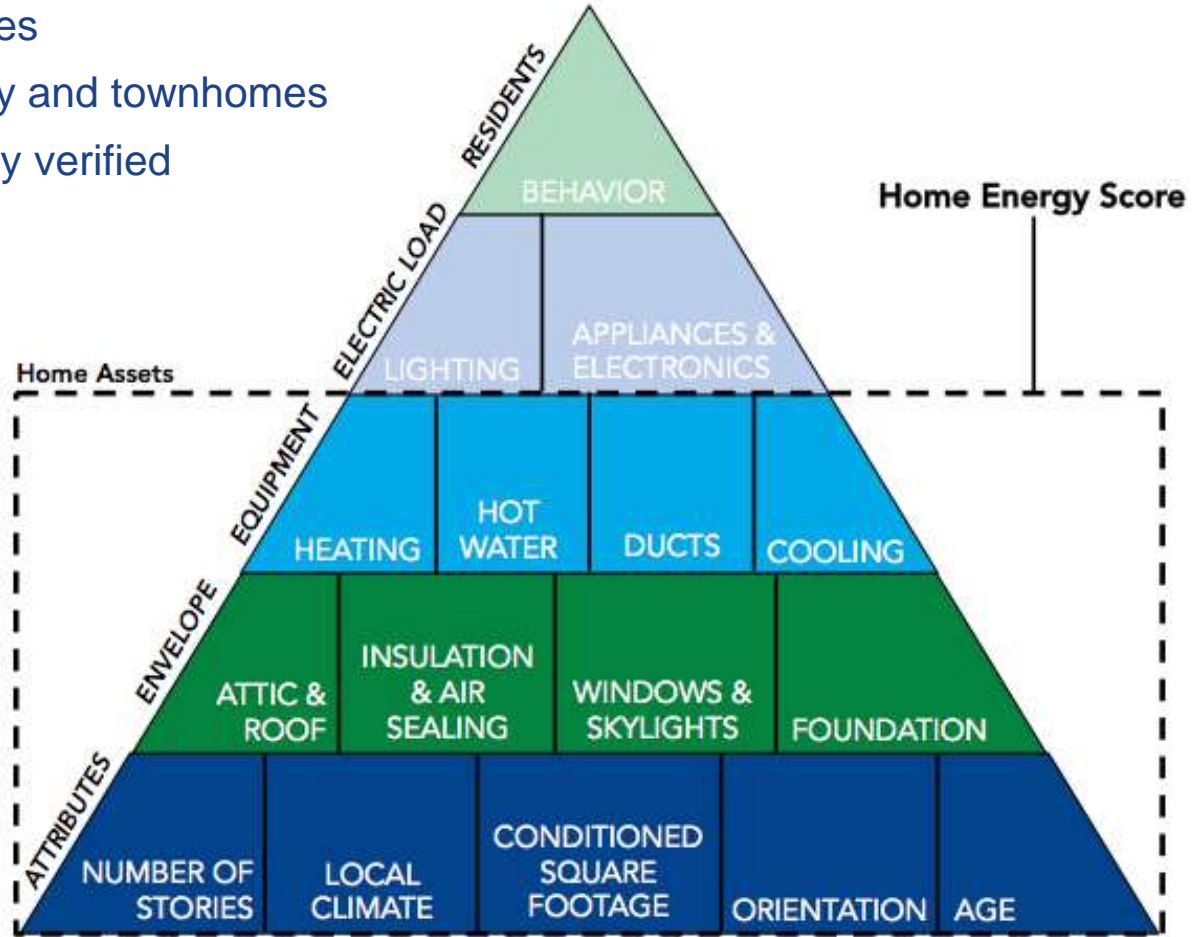 es
y and townhomes
y verified
RESIDENTS
BEHAVIOR
Home Energy Score
ELECTRIC LOAD
LIGHTING
APPLIANCES &
ELECTRONICS
Home Assets
EQUIPMENT
HEATING
HOT
WATER
DUCTS
COOLING
ENVELOPE
ATTIC &
ROOF
INSULATION
& AIR
SEALING
WINDOWS &
SKYLIGHTS
FOUNDATION
ATTRIBUTES
NUMBER OF
STORIES
LOCAL
CLIMATE
CONDITIONED
SQUARE
FOOTAGE
ORIENTATION
AGE